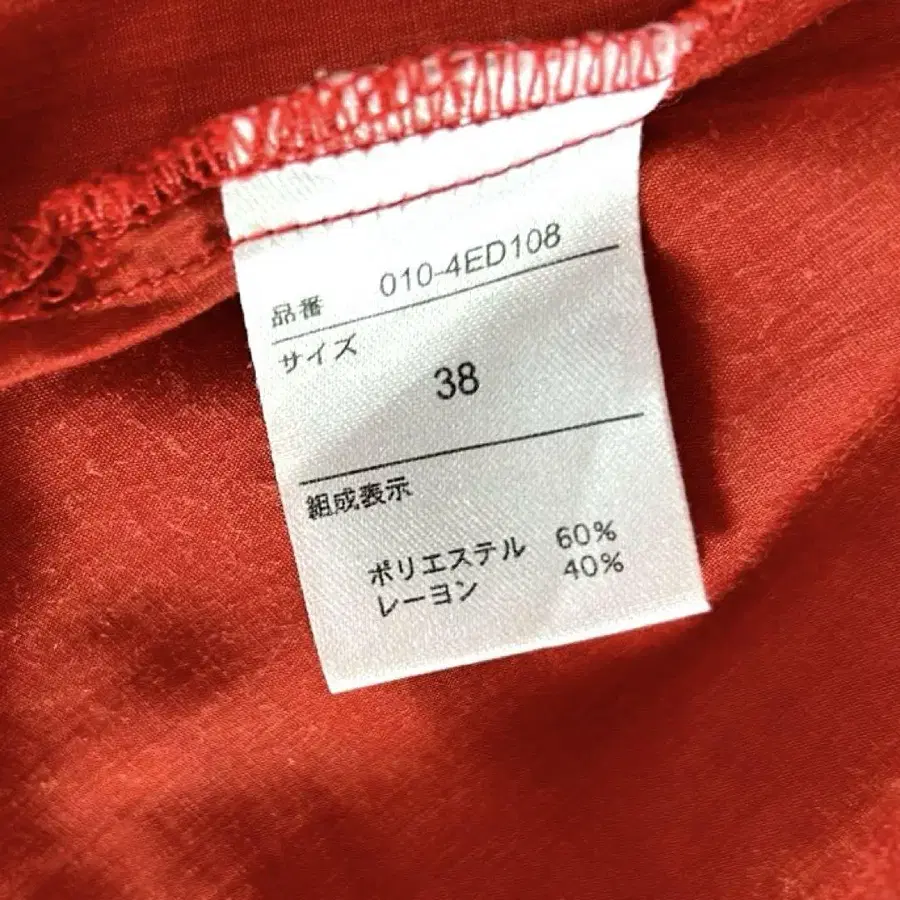 品番 010-4ED108
サイズ
38
組成表示
ポリエステル 60%
レーヨン 40%